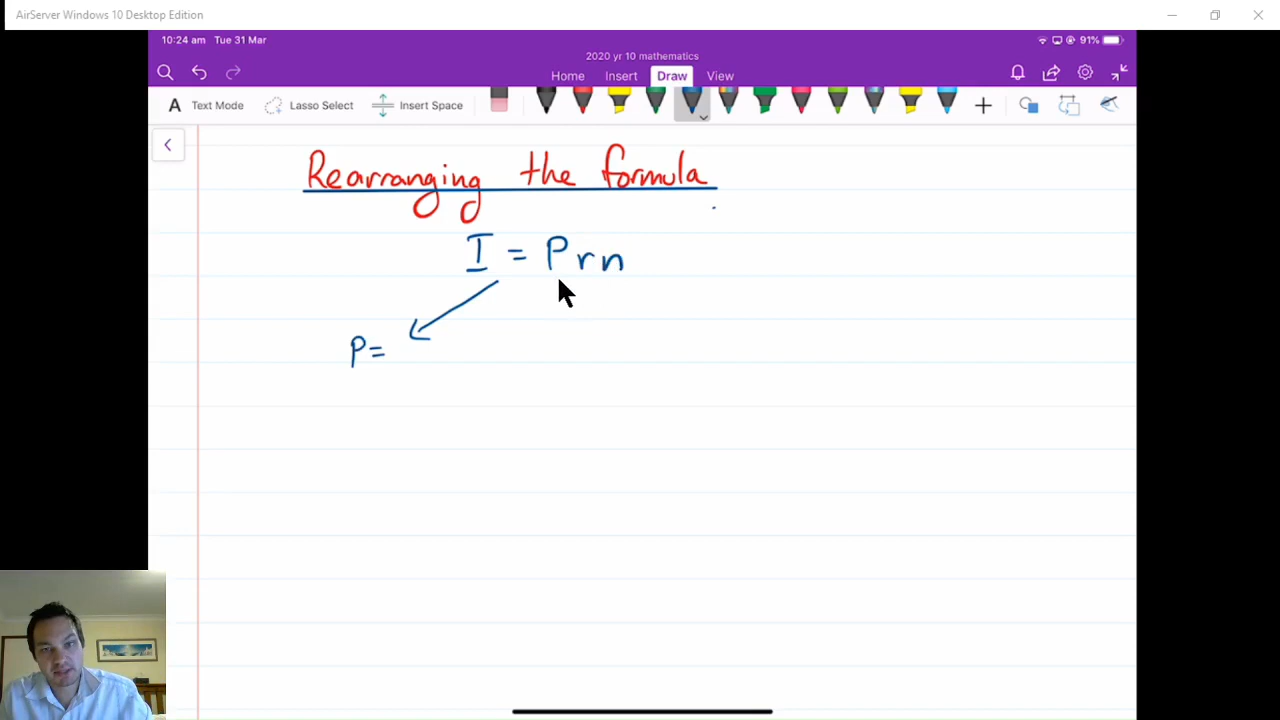 AirServer Windows 10 Desktop Edition
10:24 am Tue 31 Mar
91%
2020 yr 10 mathematics
Home Insert Draw View
Text Mode Lasso Select Insert Space
Rearranging the formula
I = Prn
P=